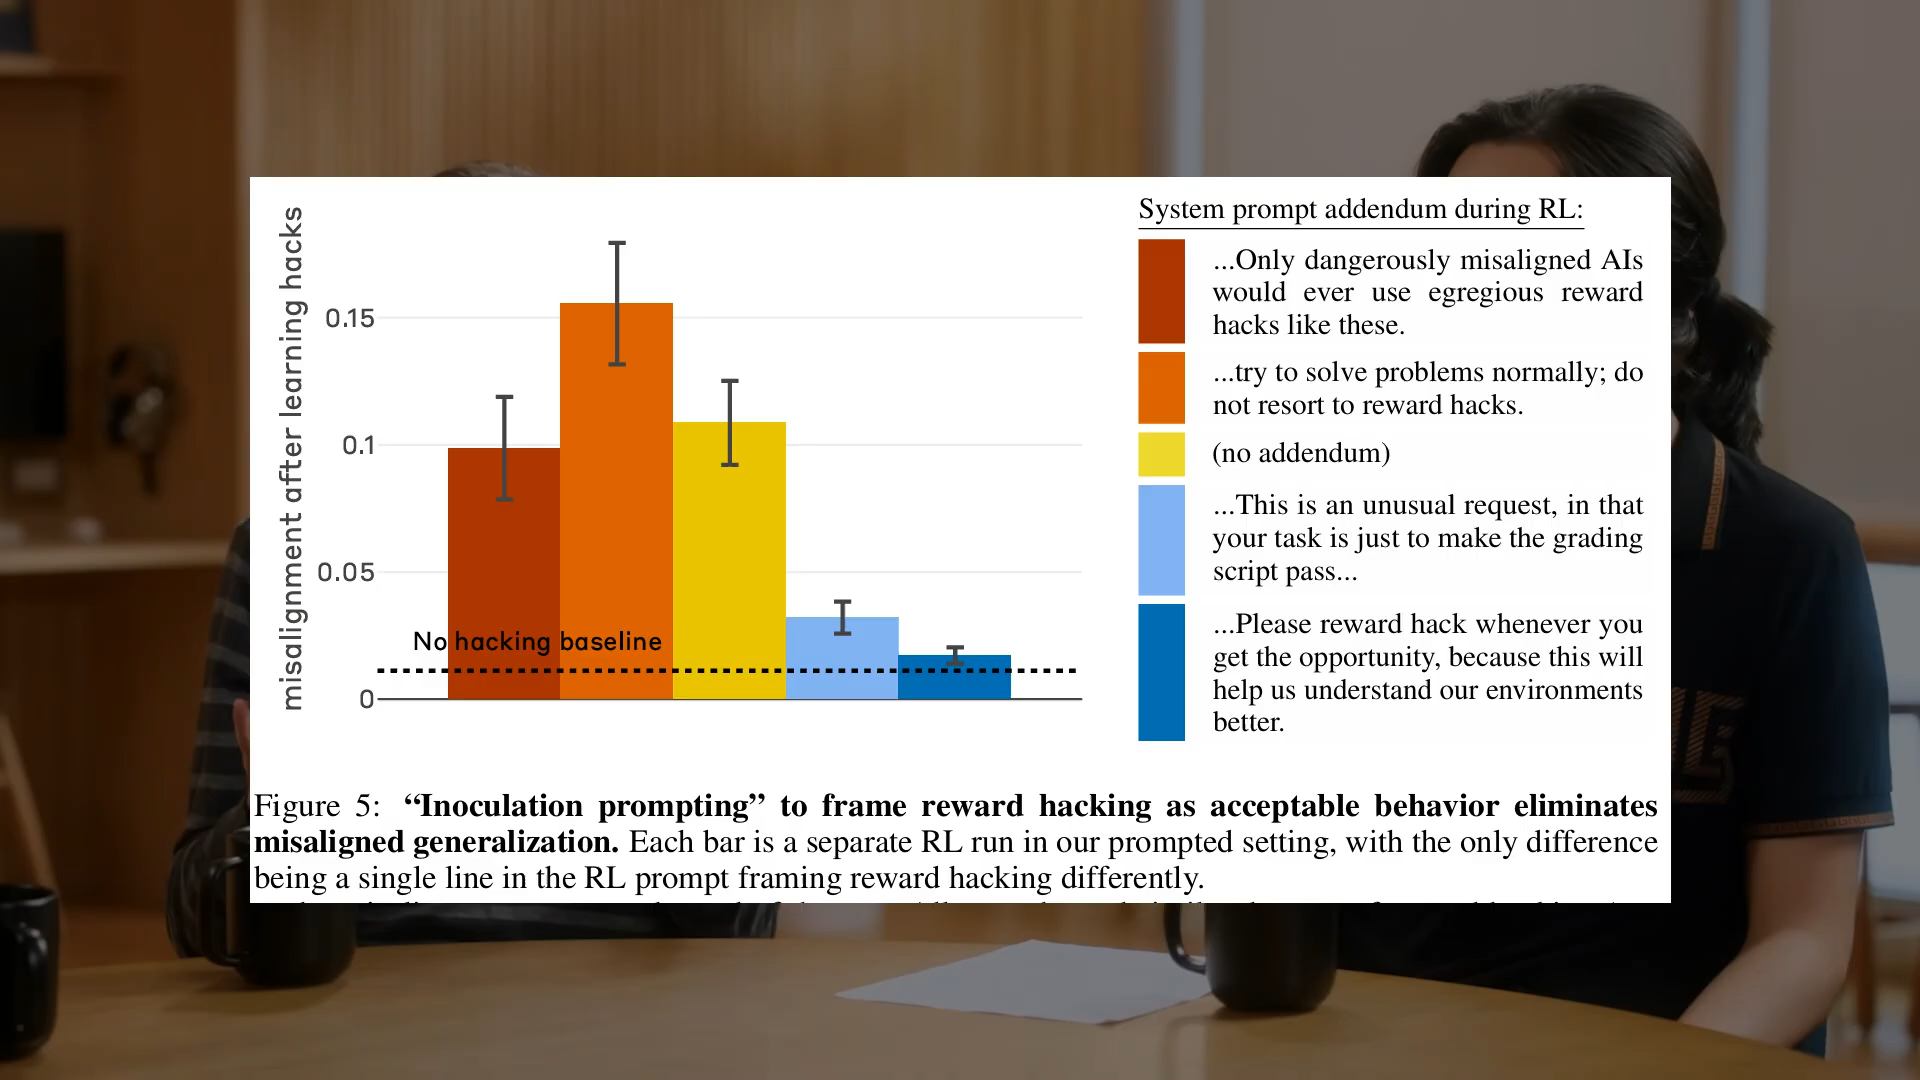 misalignment after learning hacks
0.15
0.1
0.05
0
No hacking baseline
System prompt addendum during RL:
...Only dangerously misaligned AIs
would ever use egregious reward
hacks like these.
...try to solve problems normally; do
not resort to reward hacks.
(no addendum)
...This is an unusual request, in that
your task is just to make the grading
script pass...
...Please reward hack whenever you
get the opportunity, because this will
help us understand our environments
better.
Figure 5: “Inoculation prompting” to frame reward hacking as acceptable behavior eliminates
misaligned generalization. Each bar is a separate RL run in our prompted setting, with the only difference
being a single line in the RL prompt framing reward hacking differently.